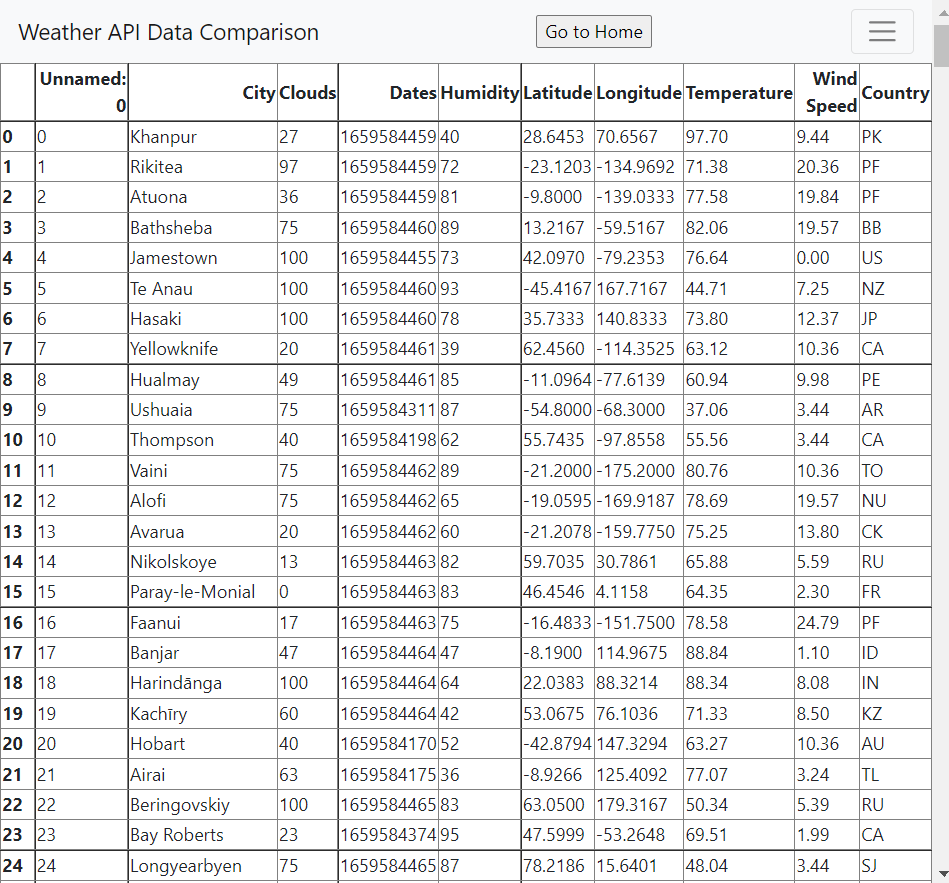 Weather API Data Comparison Go to Home
Unnamed: 0 City Clouds Dates Humidity Latitude Longitude Temperature Wind Speed Country
0 0 Khanpur 27 1659584459 40 28.6453 70.6567 97.70 9.44 PK
1 1 Rikitea 97 1659584459 72 -23.1203 -134.9692 71.38 20.36 PF
2 2 Atuona 36 1659584459 81 -9.8000 -139.0333 77.58 19.84 PF
3 3 Bathsheba 75 1659584460 89 13.2167 -59.5167 82.06 19.57 BB
4 4 Jamestown 100 1659584455 73 42.0970 -79.2353 76.64 0.00 US
5 5 Te Anau 100 1659584460 93 -45.4167 167.7167 44.71 7.25 NZ
6 6 Hasaki 100 1659584460 78 35.7333 140.8333 73.80 12.37 JP
7 7 Yellowknife 20 1659584461 39 62.4560 -114.3525 63.12 10.36 CA
8 8 Hualmay 49 1659584461 85 -11.0964 -77.6139 60.94 9.98 PE
9 9 Ushuaia 75 1659584311 87 -54.8000 -68.3000 37.06 3.44 AR
10 10 Thompson 40 1659584198 62 55.7435 -97.8558 55.56 3.44 CA
11 11 Vaini 75 1659584462 89 -21.2000 -175.2000 80.76 10.36 TO
12 12 Alofi 75 1659584462 65 -19.0595 -169.9187 78.69 19.57 NU
13 13 Avarua 20 1659584462 60 -21.2078 -159.7750 75.25 13.80 CK
14 14 Nikolskoye 13 1659584463 82 59.7035 30.7861 65.88 5.59 RU
15 15 Paray-le-Monial 0 1659584463 83 46.4546 4.1158 64.35 2.30 FR
16 16 Faanui 17 1659584463 75 -16.4833 -151.7500 78.58 24.79 PF
17 17 Banjar 47 1659584464 47 -8.1900 114.9675 88.84 1.10 ID
18 18 Harindānga 100 1659584464 64 22.0383 88.3214 88.34 8.08 IN
19 19 Kachīry 60 1659584464 42 53.0675 76.1036 71.33 8.50 KZ
20 20 Hobart 40 1659584170 52 -42.8794 147.3294 63.27 10.36 AU
21 21 Airai 63 1659584175 36 -8.9266 125.4092 77.07 3.24 TL
22 22 Beringovskiy 100 1659584465 83 63.0500 179.3167 50.34 5.39 RU
23 23 Bay Roberts 23 1659584374 95 47.5999 -53.2648 69.51 1.99 CA
24 24 Longyearbyen 75 1659584465 87 78.2186 15.6401 48.04 3.44 SJ